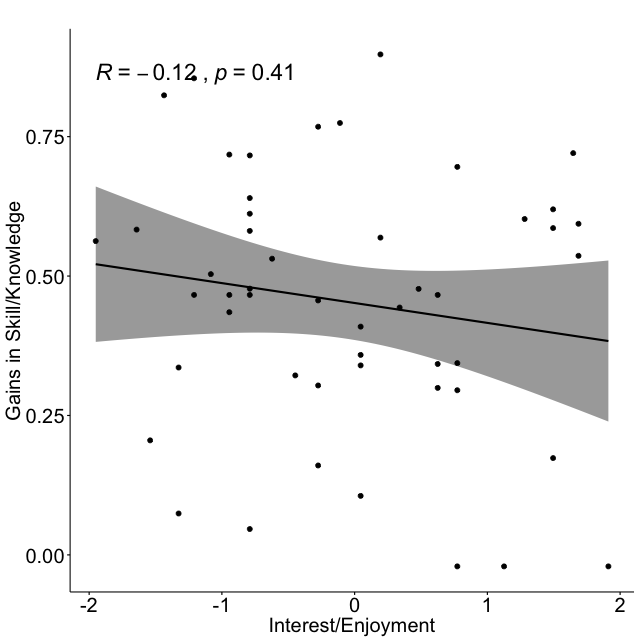 R = −0.12 , p = 0.41
0.75
0.50
0.25
0.00
Gains in Skill/Knowledge
-2 -1 0 1 2
Interest/Enjoyment